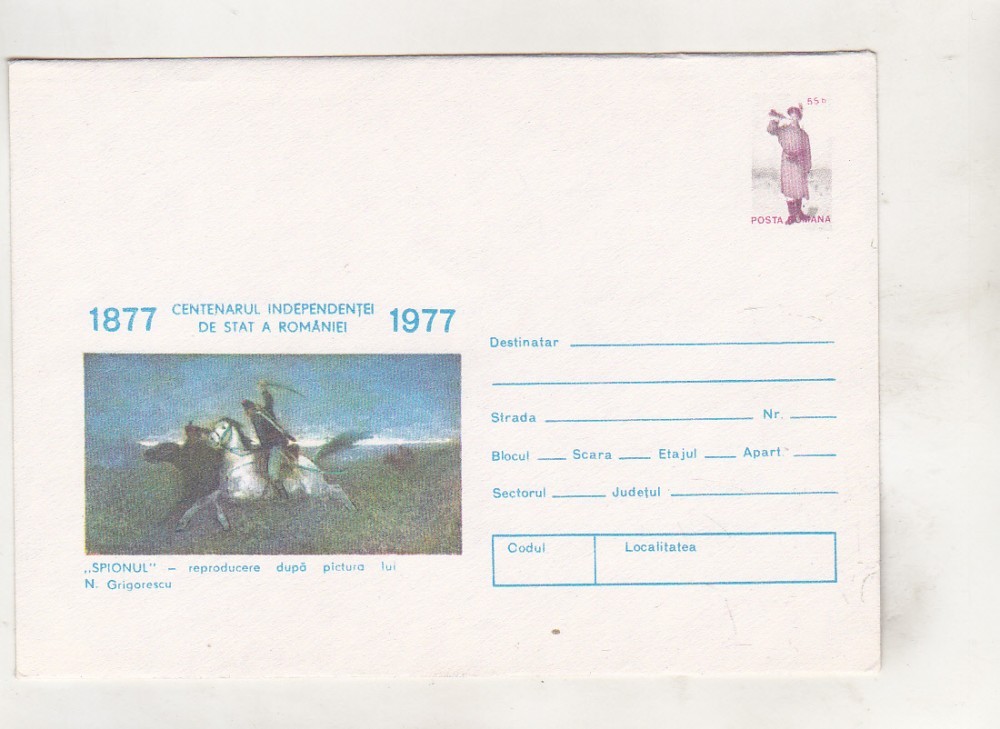 55 b
POSTA ROMANA
1877 CENTENARUL INDEPENDENȚEI DE STAT A ROMÂNIEI 1977
„SPIONUL" – reproducere după pictura lui
N. Grigorescu
Destinatar
Strada Nr.
Blocul Scara Etajul Apart.
Sectorul Județul
Codul Localitatea